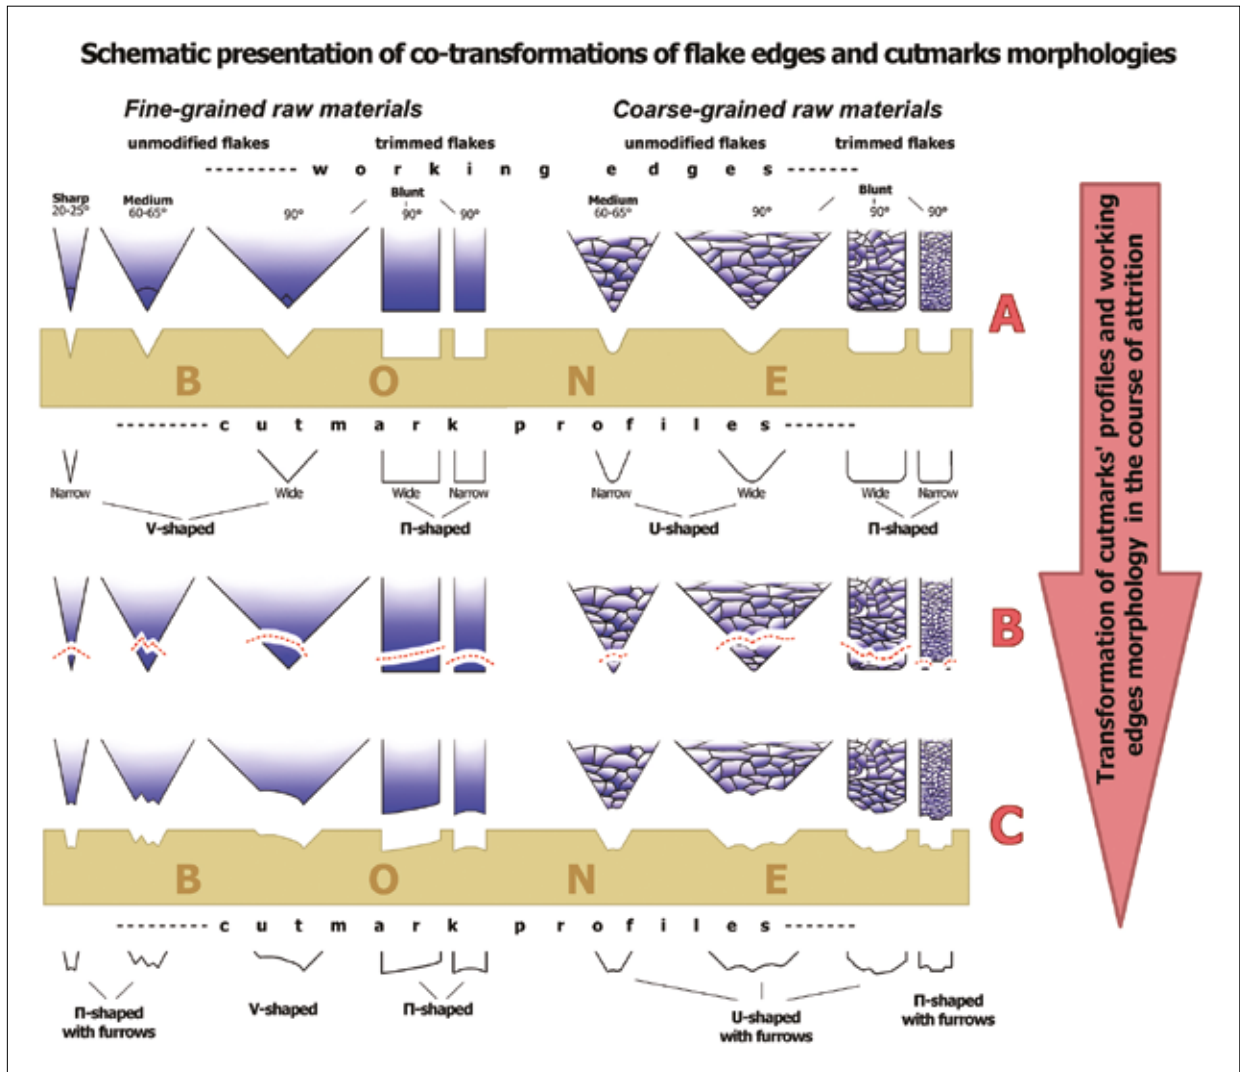 Schematic presentation of co-transformations of flake edges and cutmarks morphologies
Fine-grained raw materials
Coarse-grained raw materials
unmodified flakes
trimmed flakes
unmodified flakes
trimmed flakes
--------- w o r k i n g e d g e s -------
Sharp
20-25°
Medium
60-65°
90°
Blunt
90°
90°
Medium
60-65°
90°
Blunt
90°
90°
A
B O N E
--------- c u t m a r k p r o f i l e s -------
Narrow
Wide
Wide
Narrow
Narrow
Wide
Wide
Narrow
V-shaped
Π-shaped
U-shaped
Π-shaped
B
C
B O N E
--------- c u t m a r k p r o f i l e s -------
Π-shaped
with furrows
V-shaped
Π-shaped
U-shaped
with furrows
Π-shaped
with furrows
Transformation of cutmarks' profiles and working
edges morphology in the course of attrition